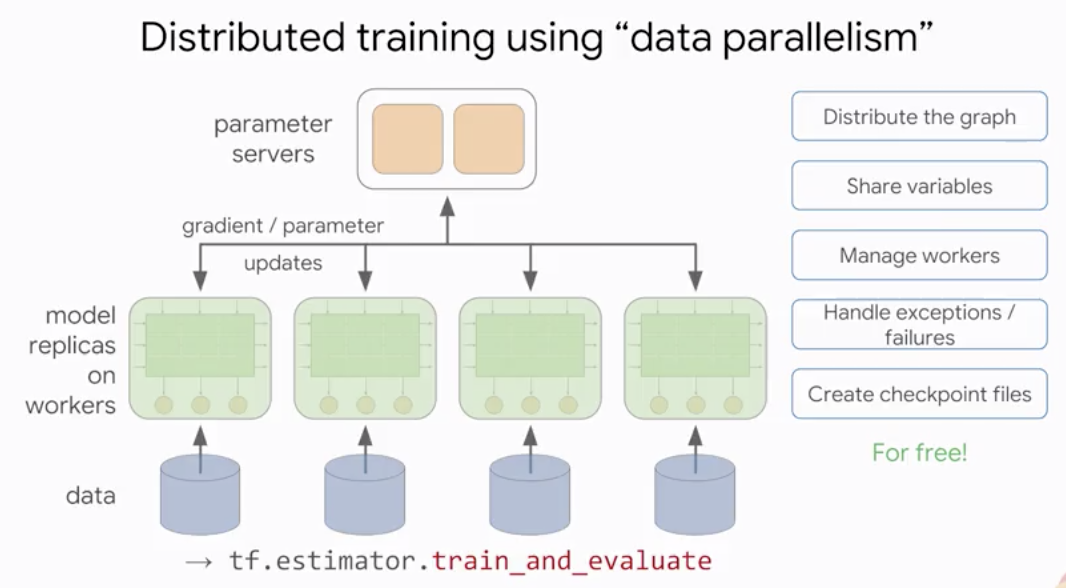 Distributed training using “data parallelism”
parameter
servers
gradient / parameter
updates
model
replicas
on
workers
data
→ tf.estimator.train_and_evaluate
Distribute the graph
Share variables
Manage workers
Handle exceptions /
failures
Create checkpoint files
For free!